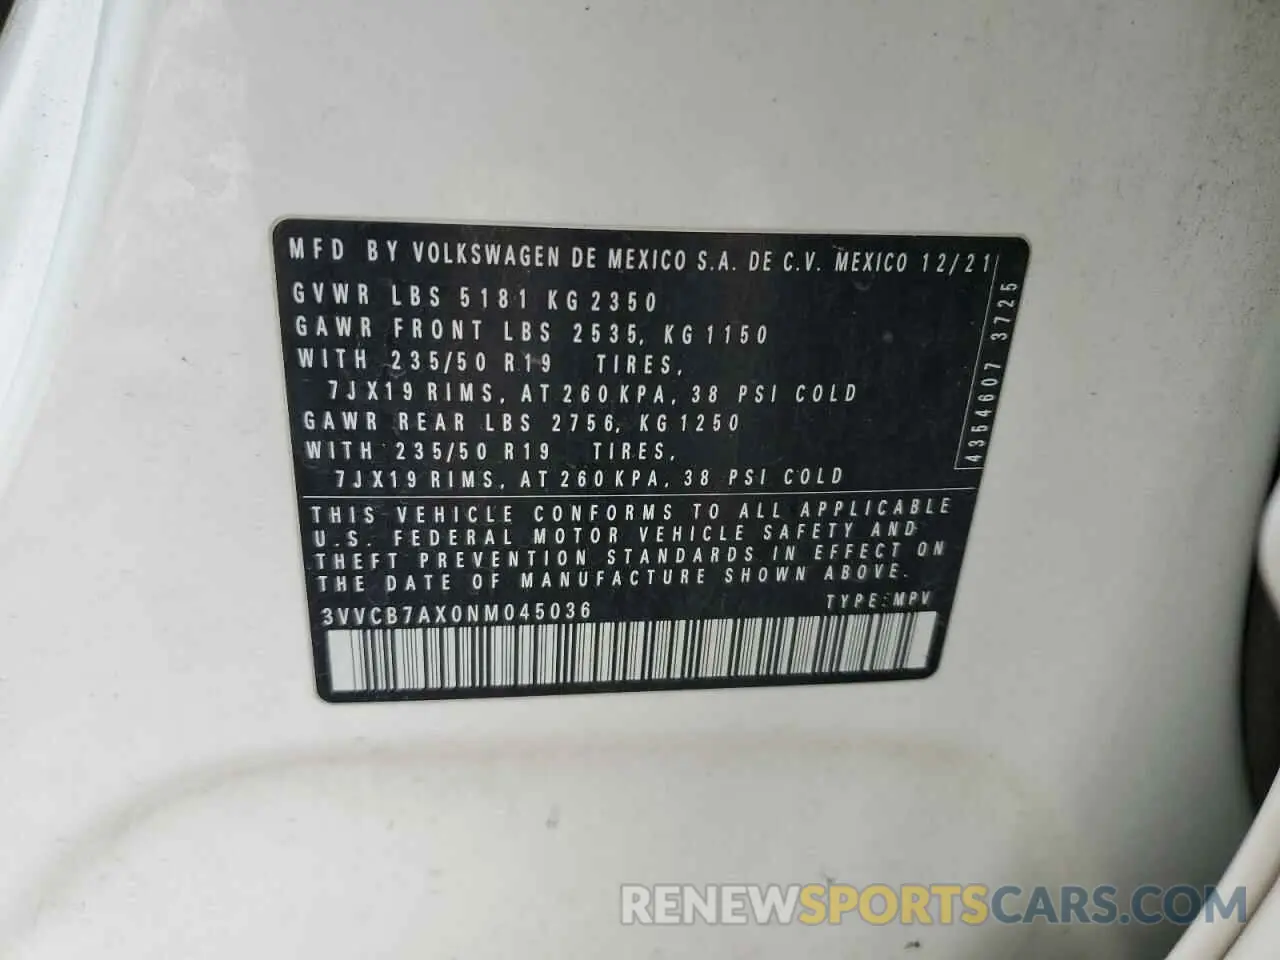 MFD BY VOLKSWAGEN DE MEXICO S.A. DE C.V. MEXICO 12/21
GVWR LBS 5181 KG 2350
GAWR FRONT LBS 2535, KG 1150
WITH 235/50 R19 TIRES,
7JX19 RIMS, AT 260 KPA, 38 PSI COLD
GAWR REAR LBS 2756, KG 1250
WITH 235/50 R19 TIRES,
7JX19 RIMS, AT 260 KPA, 38 PSI COLD
4354607 3725
THIS VEHICLE CONFORMS TO ALL APPLICABLE
U.S. FEDERAL MOTOR VEHICLE SAFETY AND
THEFT PREVENTION STANDARDS IN EFFECT ON
THE DATE OF MANUFACTURE SHOWN ABOVE.
3VVCB7AX0NM045036 TYPE: MPV
RENEWSPORTSCARS.COM